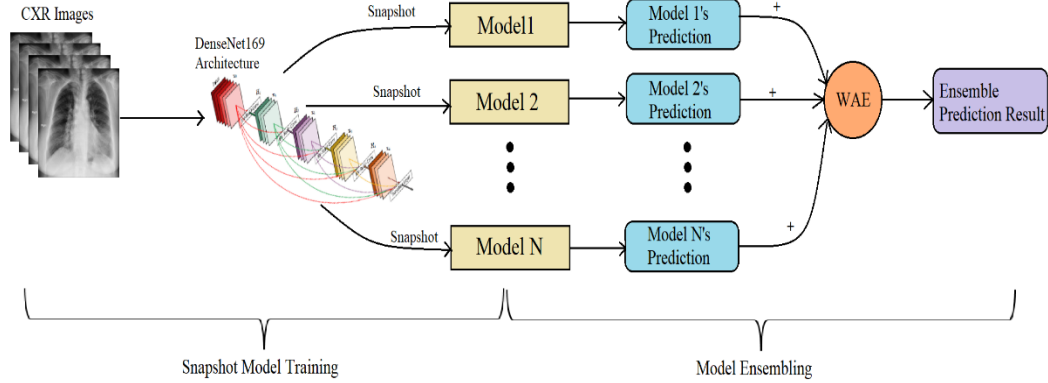 CXR Images
DenseNet169
Architecture
Snapshot
Model1
Model 1's
Prediction
+
Snapshot
Model 2
Model 2's
Prediction
+
WAE
Ensemble
Prediction Result
Snapshot
Model N
Model N's
Prediction
+
Snapshot Model Training
Model Ensembling